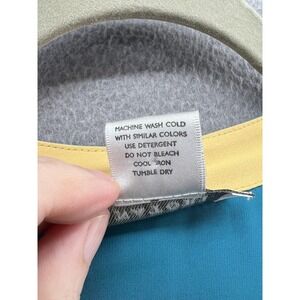 MACHINE WASH COLD
WITH SIMILAR COLORS
USE DETERGENT
DO NOT BLEACH
COOL IRON
TUMBLE DRY